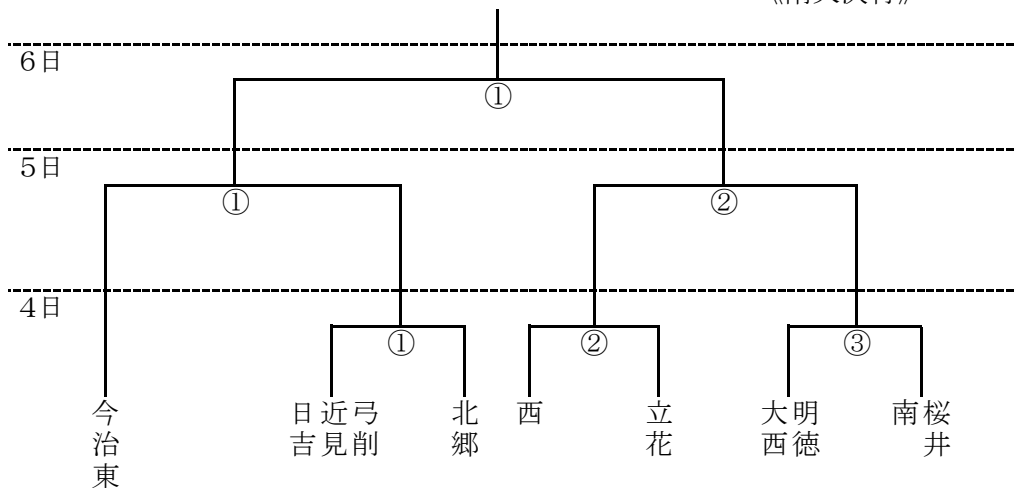 6日
①
5日
① ②
4日
① ② ③
今治東
日吉
近見
弓削
北郷
西
立花
大西
明徳
南
桜井